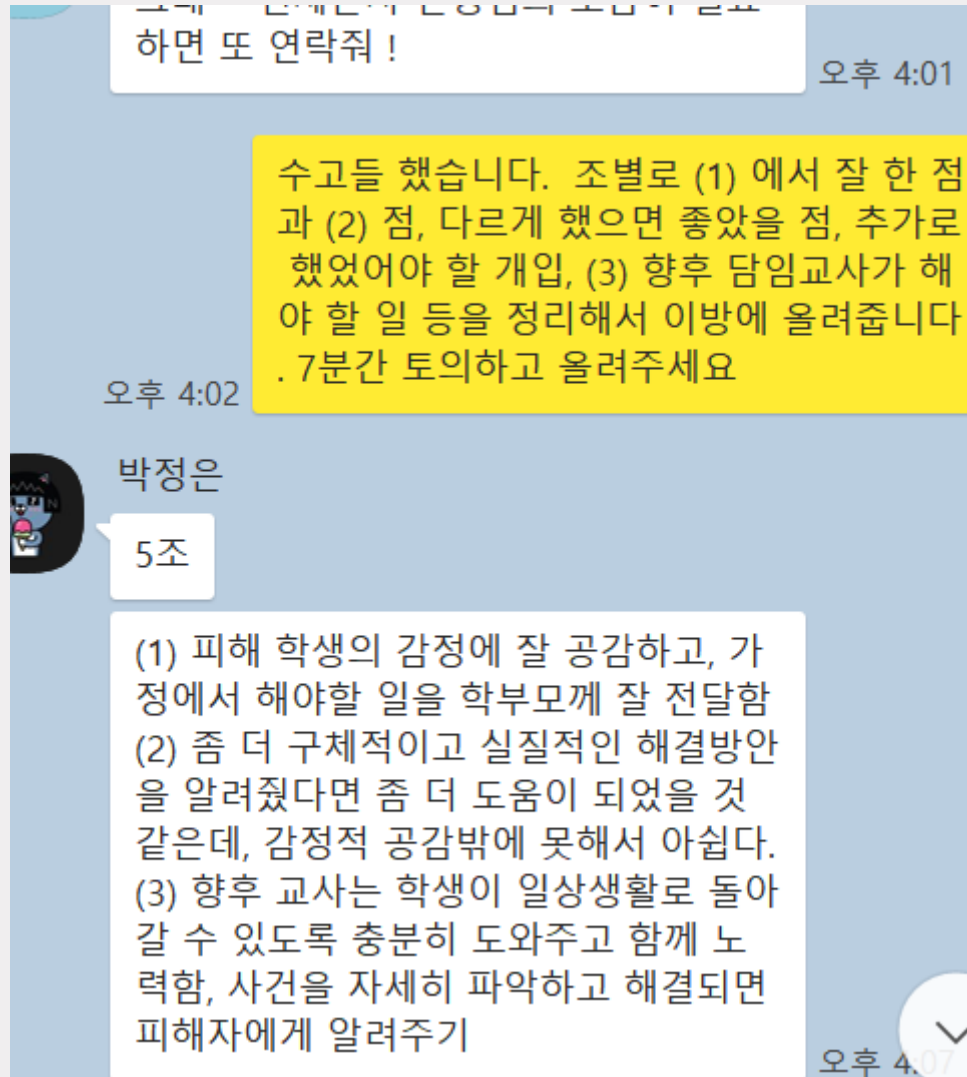 하면 또 연락줘 !
오후 4:01
수고들 했습니다. 조별로 (1) 에서 잘 한 점
과 (2) 점, 다르게 했으면 좋았을 점, 추가로
했었어야 할 개입, (3) 향후 담임교사가 해
야 할 일 등을 정리해서 이방에 올려줍니다
. 7분간 토의하고 올려주세요
오후 4:02
박정은
5조
(1) 피해 학생의 감정에 잘 공감하고, 가
정에서 해야할 일을 학부모께 잘 전달함
(2) 좀 더 구체적이고 실질적인 해결방안
을 알려줬다면 좀 더 도움이 되었을 것
같은데, 감정적 공감밖에 못해서 아쉽다.
(3) 향후 교사는 학생이 일상생활로 돌아
갈 수 있도록 충분히 도와주고 함께 노
력함, 사건을 자세히 파악하고 해결되면
피해자에게 알려주기
오후 4:07